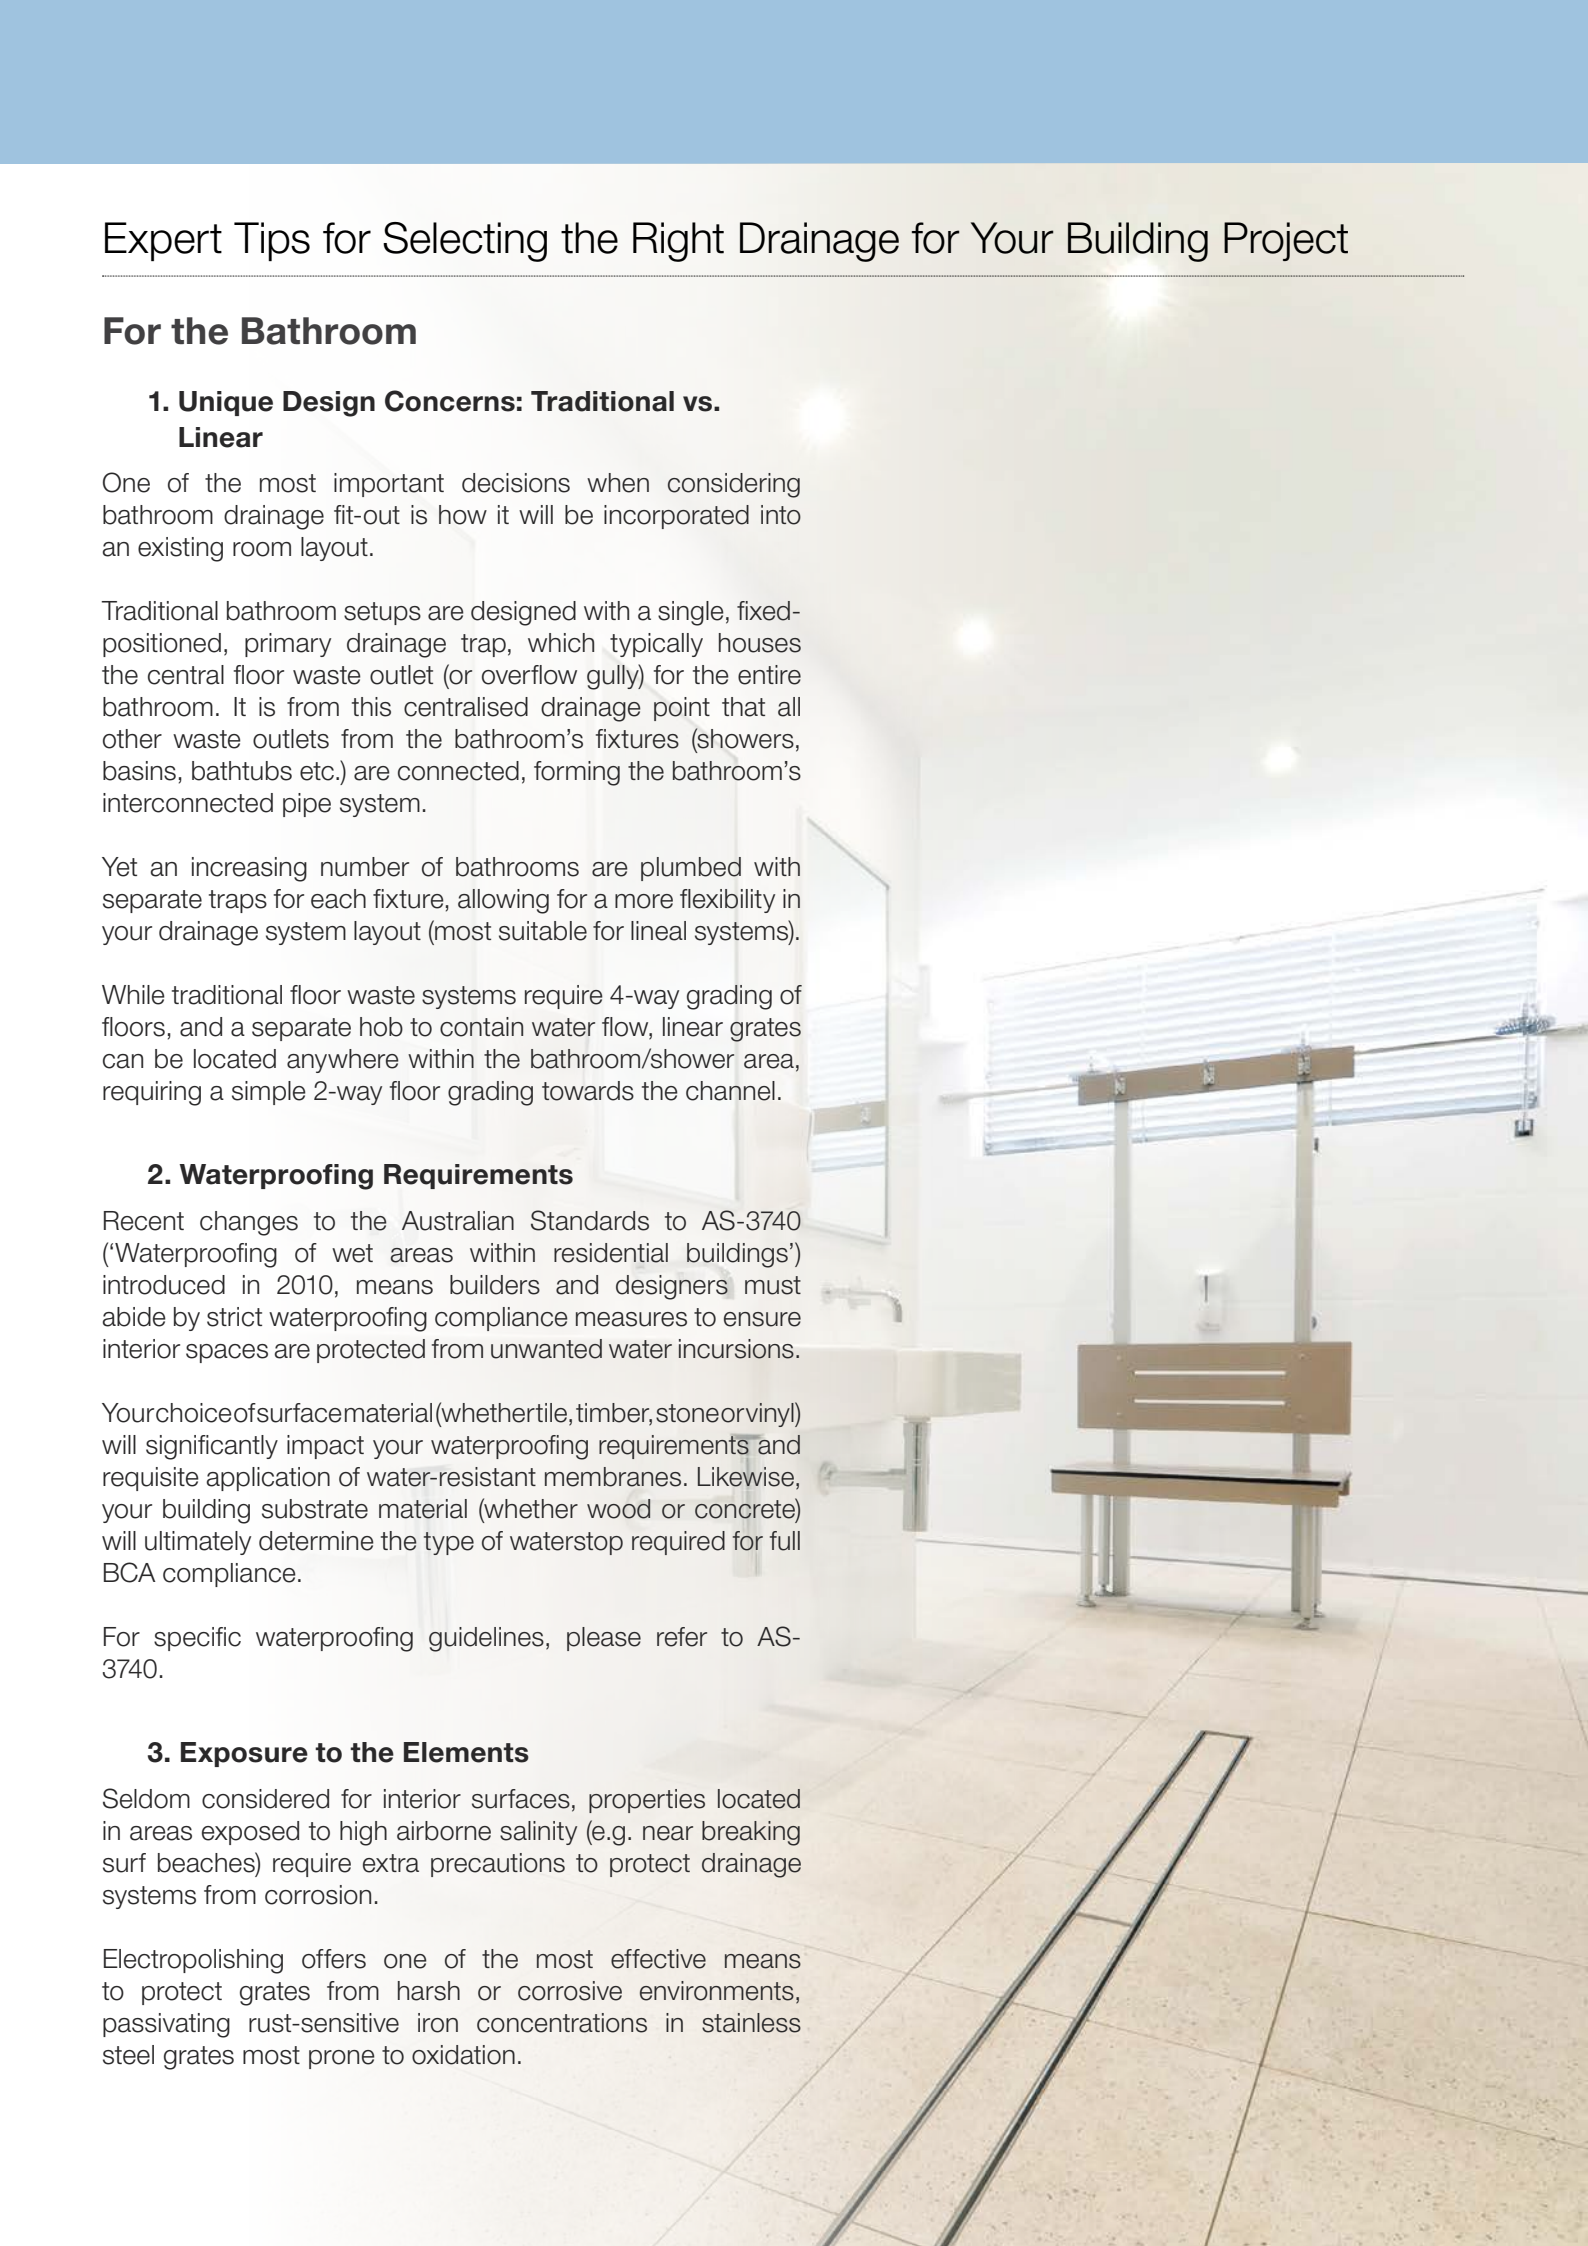 Expert Tips for Selecting the Right Drainage for Your Building Project
For the Bathroom
1. Unique Design Concerns: Traditional vs.
Linear
One of the most important decisions when considering
bathroom drainage fit-out is how it will be incorporated into
an existing room layout.
Traditional bathroom setups are designed with a single, fixed-
positioned, primary drainage trap, which typically houses
the central floor waste outlet (or overflow gully) for the entire
bathroom. It is from this centralised drainage point that all
other waste outlets from the bathroom’s fixtures (showers,
basins, bathtubs etc.) are connected, forming the bathroom’s
interconnected pipe system.
Yet an increasing number of bathrooms are plumbed with
separate traps for each fixture, allowing for a more flexibility in
your drainage system layout (most suitable for lineal systems).
While traditional floor waste systems require 4-way grading of
floors, and a separate hob to contain water flow, linear grates
can be located anywhere within the bathroom/shower area,
requiring a simple 2-way floor grading towards the channel.
2. Waterproofing Requirements
Recent changes to the Australian Standards to AS-3740
(‘Waterproofing of wet areas within residential buildings’)
introduced in 2010, means builders and designers must
abide by strict waterproofing compliance measures to ensure
interior spaces are protected from unwanted water incursions.
Your choice of surface material (whether tile, timber, stone or vinyl)
will significantly impact your waterproofing requirements and
requisite application of water-resistant membranes. Likewise,
your building substrate material (whether wood or concrete)
will ultimately determine the type of waterstop required for full
BCA compliance.
For specific waterproofing guidelines, please refer to AS-
3740.
3. Exposure to the Elements
Seldom considered for interior surfaces, properties located
in areas exposed to high airborne salinity (e.g. near breaking
surf beaches) require extra precautions to protect drainage
systems from corrosion.
Electropolishing offers one of the most effective means
to protect grates from harsh or corrosive environments,
passivating rust-sensitive iron concentrations in stainless
steel grates most prone to oxidation.